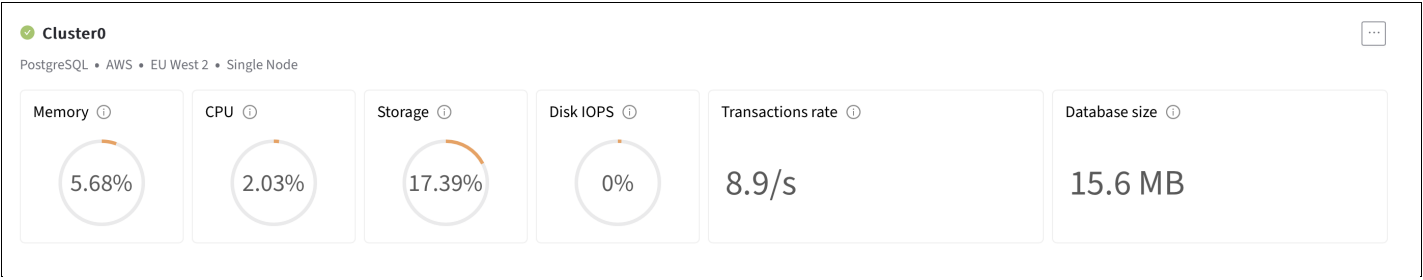 Cluster0
PostgreSQL • AWS • EU West 2 • Single Node
Memory
5.68%
CPU
2.03%
Storage
17.39%
Disk IOPS
0%
Transactions rate
8.9/s
Database size
15.6 MB